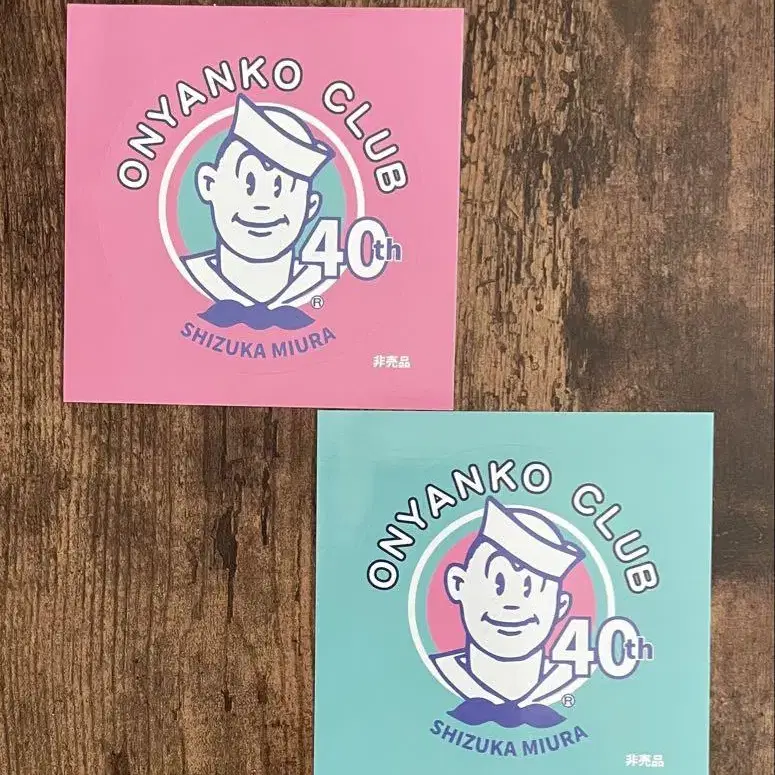 ONYANKO CLUB
40th
®
SHIZUKA MIURA
非売品
ONYANKO CLUB
40th
®
SHIZUKA MIURA
非売品